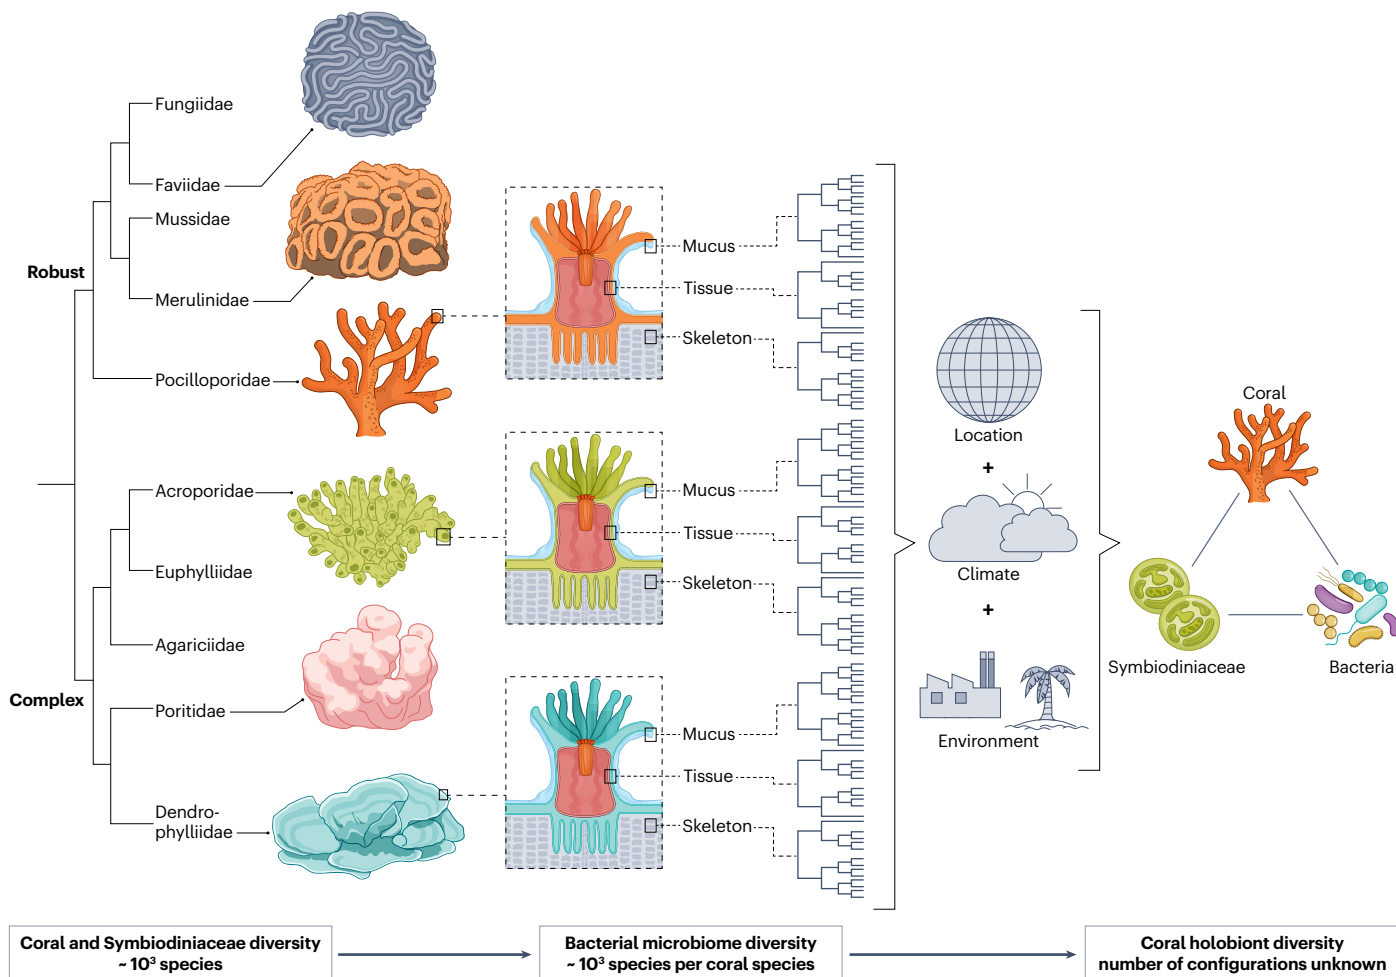 Fungiidae
Faviidae
Mussidae
Robust
Merulinidae
Pocilloporidae
Acroporidae
Euphylliidae
Agariciidae
Complex
Poritidae
Dendro-
phylliidae
Mucus
Tissue
Skeleton
Mucus
Tissue
Skeleton
Mucus
Tissue
Skeleton
Location
+
Climate
+
Environment
Coral
Symbiodiniaceae
Bacteria
Coral and Symbiodiniaceae diversity
~ 10³ species
Bacterial microbiome diversity
~ 10³ species per coral species
Coral holobiont diversity
number of configurations unknown